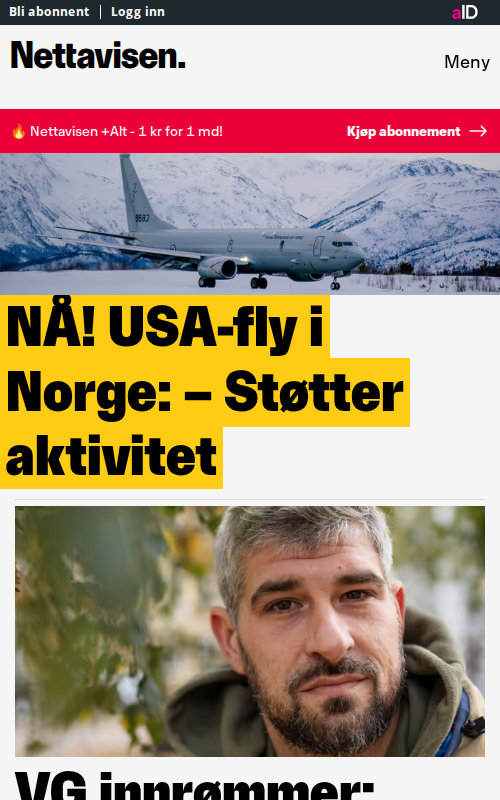 Bli abonnent | Logg inn
aID
Nettavisen.
Meny
🔥 Nettavisen +Alt - 1 kr for 1 md!
Kjøp abonnement →
9583
NÅ! USA-fly i
Norge: – Støtter
aktivitet
VG innrømmer: